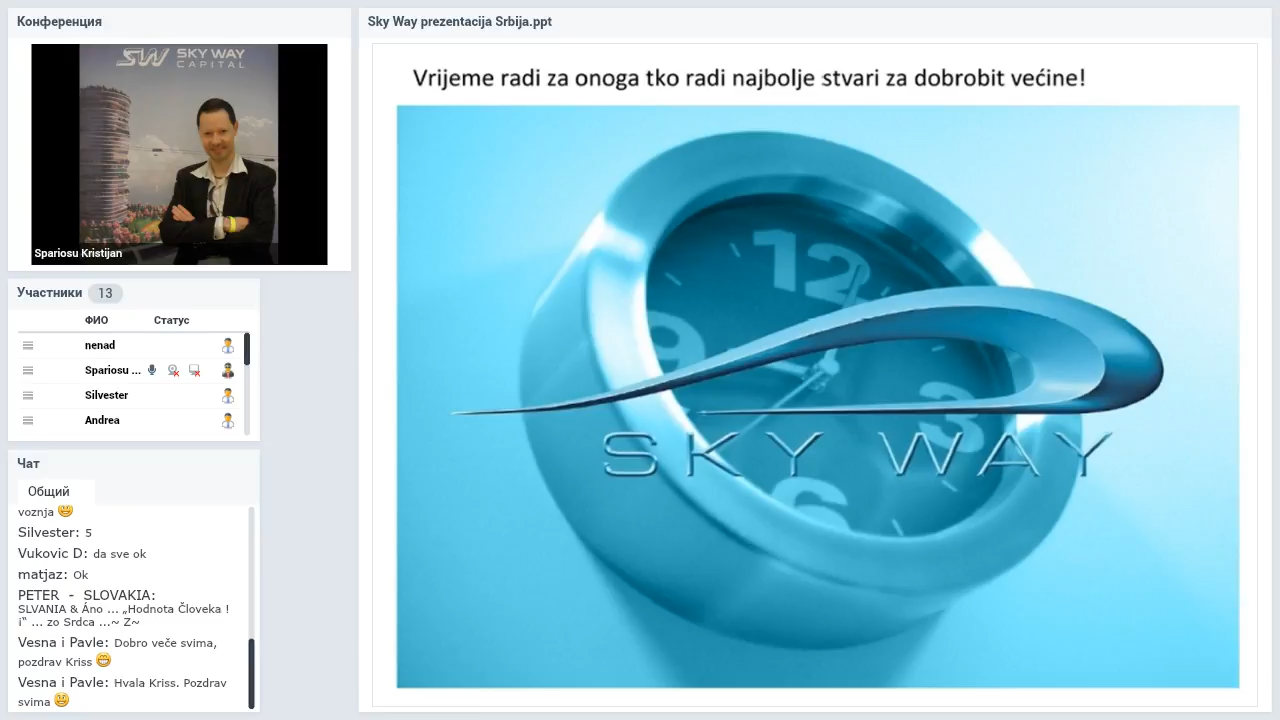 Конференция
SW SKY WAY
CAPITAL
Spariosu Kristijan
Участники 13
ФИО Статус
nenad
Spariosu ...
Silvester
Andrea
Чат
Общий
voznja
Silvester: 5
Vukovic D: da sve ok
matjaz: Ok
PETER - SLOVAKIA:
SLVANIA & Áno ... „Hodnota Človeka !
i“ ... zo Srdca ...~ Z~
Vesna i Pavle: Dobro veče svima,
pozdrav Kriss
Vesna i Pavle: Hvala Kriss. Pozdrav
svima
Sky Way prezentacija Srbija.ppt
Vrijeme radi za onoga tko radi najbolje stvari za dobrobit većine!
12
9
3
6
SKY WAY